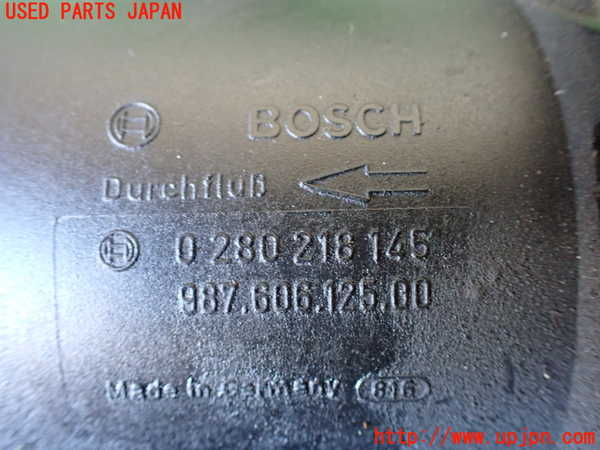 USED PARTS JAPAN
BOSCH
Durchfluß
0 280 218 145
987.606.125.00
Made in Germany 816
http://www.upjpn.com